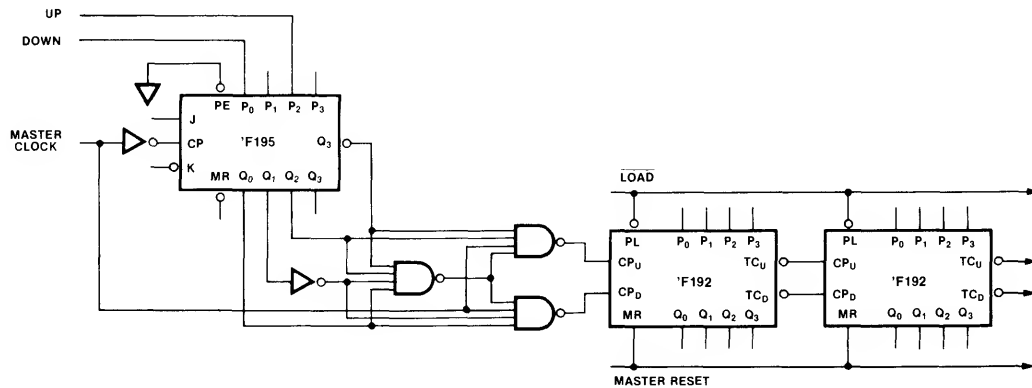 UP
DOWN
PE P0 P1 P2 P3
J
MASTER CLOCK
CP 'F195 Q3
K
MR Q0 Q1 Q2 Q3
LOAD
PL P0 P1 P2 P3
CPU TCU
'F192
CPD TCD
MR Q0 Q1 Q2 Q3
PL P0 P1 P2 P3
CPU TCU
'F192
CPD TCD
MR Q0 Q1 Q2 Q3
MASTER RESET